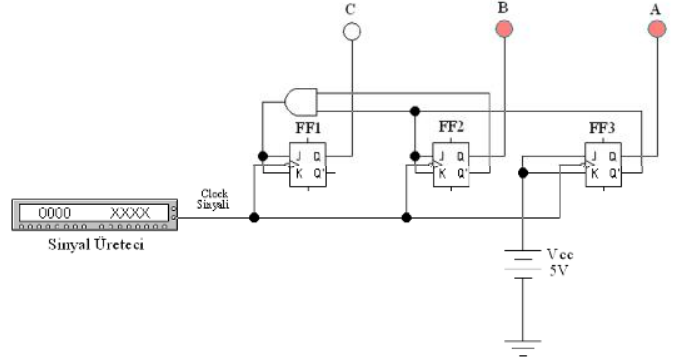 C B A
FF1 FF2 FF3
J Q J Q J Q
K Q' K Q' K Q'
Clock
Sinyali
0000 XXXX
Sinyal Üreteci
Vcc
5V